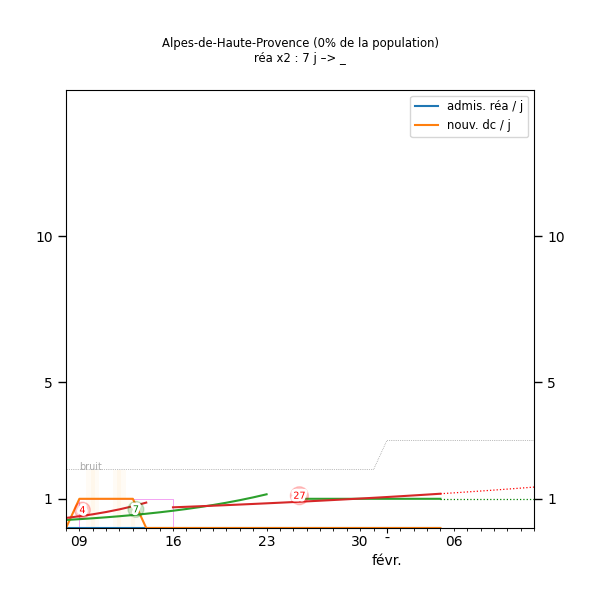 Alpes-de-Haute-Provence (0% de la population)
réa x2 : 7 j –> _
admis. réa / j
nouv. dc / j
10
10
5
5
bruit
1
1
4
7
27
09
16
23
30
-
06
févr.